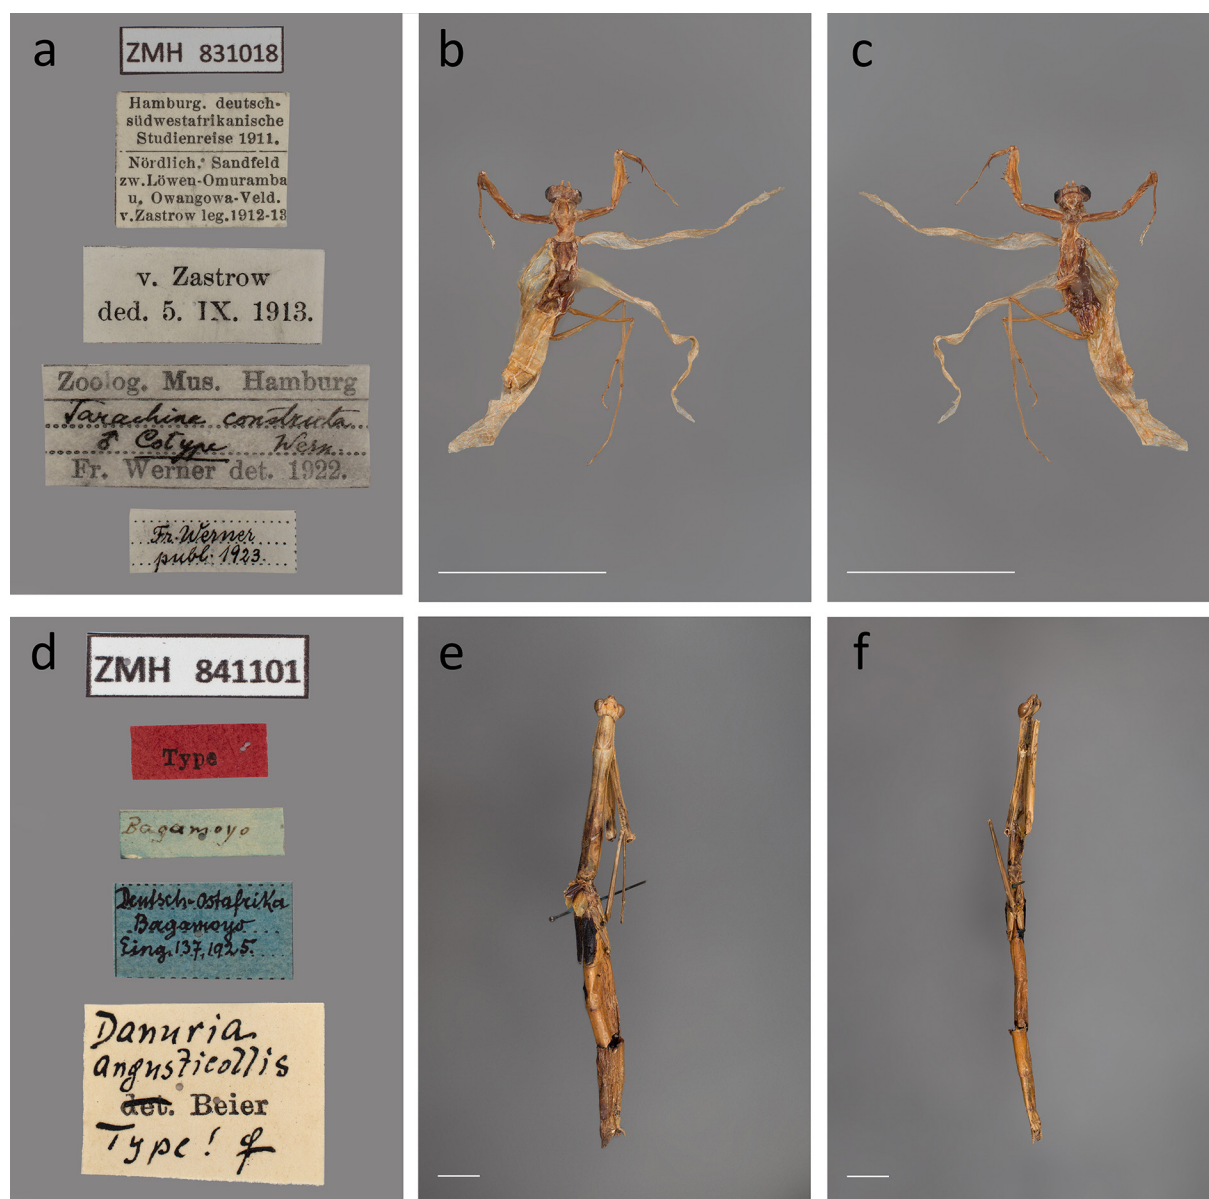 a
ZMH 831018
Hamburg. deutsch-
südwestafrikanische
Studienreise 1911.
Nördlich. Sandfeld
zw. Löwen-Omuramba
u. Owangowa-Veld.
v. Zastrow leg. 1912-13
v. Zastrow
ded. 5. IX. 1913.
Zoolog. Mus. Hamburg
Tarachina constricta
♂ Cotype Wern.
Fr. Werner det. 1922.
Fr. Werner
publ. 1923.
b
c
d
ZMH 841101
Type
Bagamoyo
Deutsch-Ostafrika
Bagamoyo
Eing. 137, 1925.
Danuria
angusticollis
det. Beier
Type! ♀
e
f